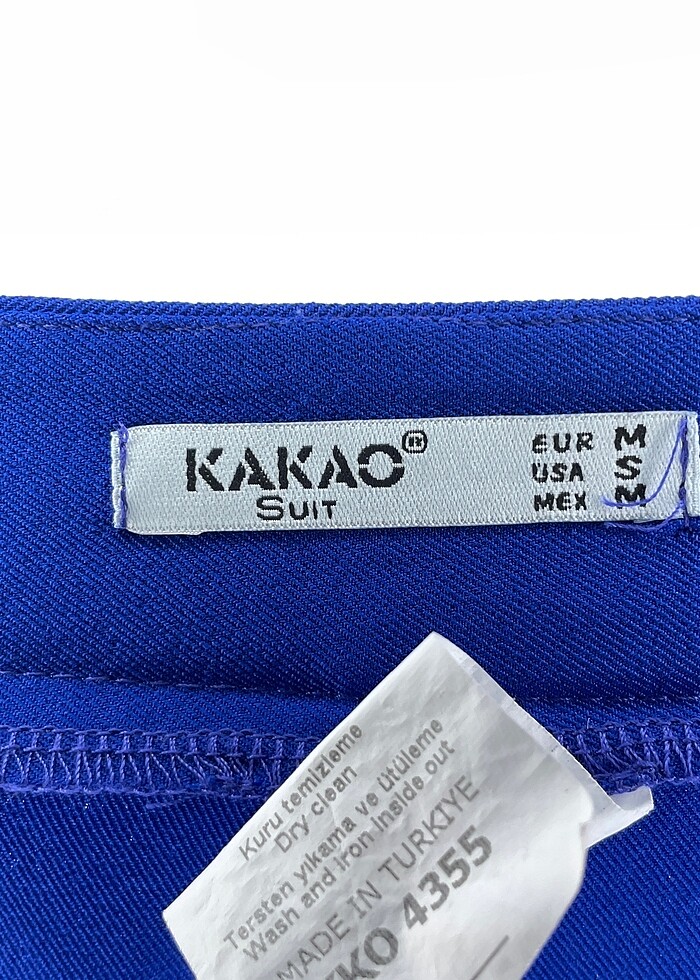 KAKAO®
SUIT
EUR M
USA S
MEX M
Kuru temizleme
Dry clean
Tersten yıkama ve ütüleme
Wash and iron inside out
MADE IN TURKIYE
KO 4355